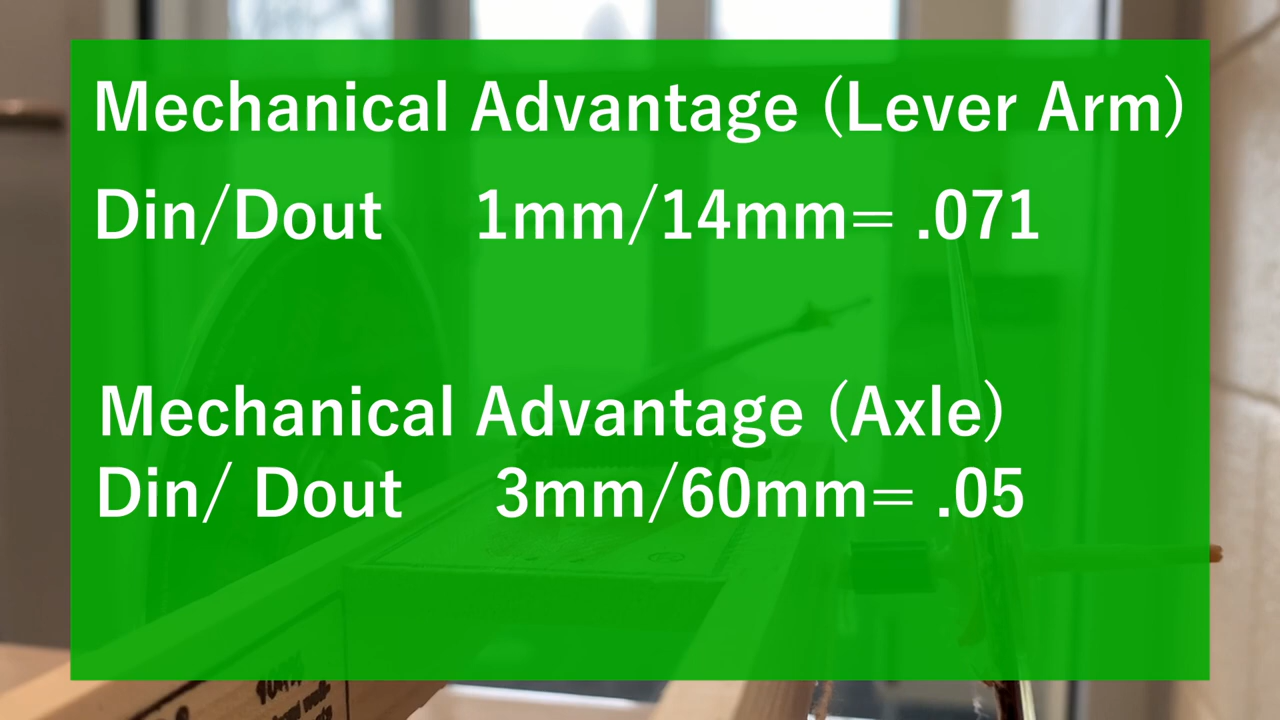 Mechanical Advantage (Lever Arm)
Din/Dout 1mm/14mm= .071
Mechanical Advantage (Axle)
Din/ Dout 3mm/60mm= .05